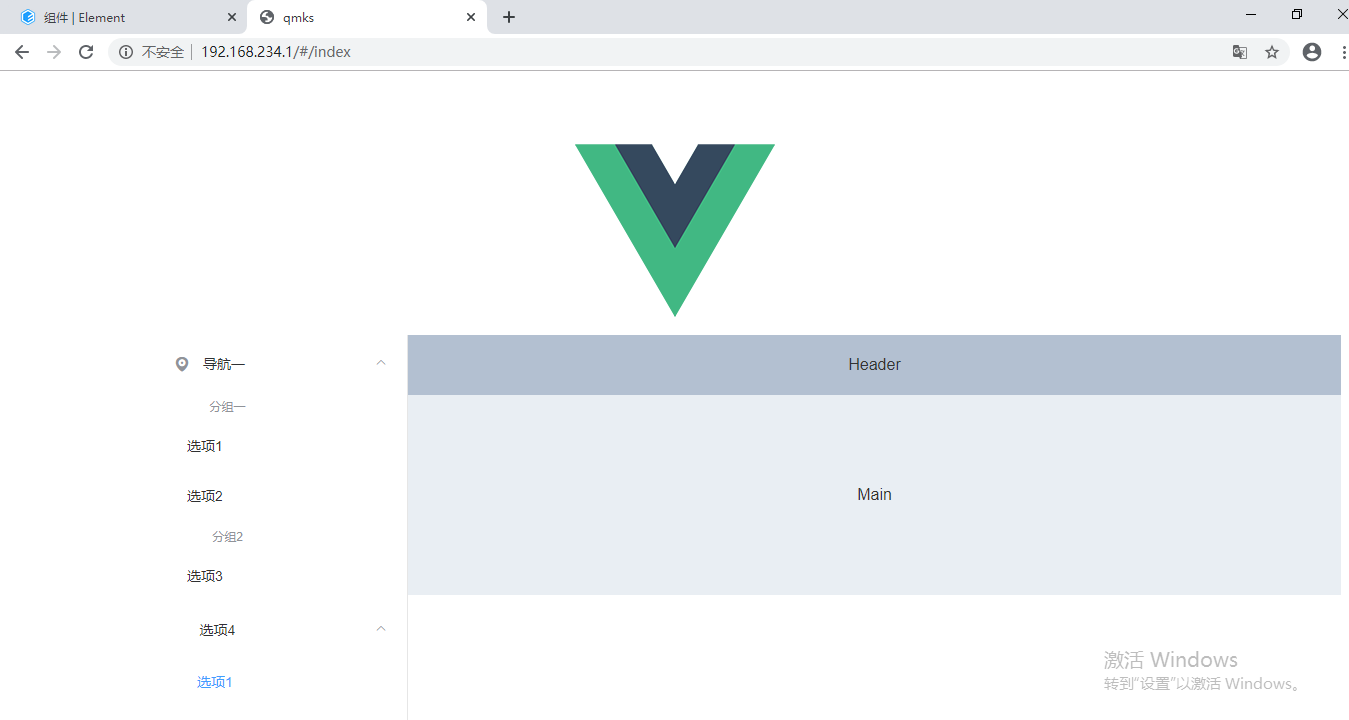 组件 | Element
qmks
不安全 | 192.168.234.1/#/index
导航一
分组一
选项1
选项2
分组2
选项3
选项4
选项1
Header
Main
激活 Windows
转到"设置"以激活 Windows。